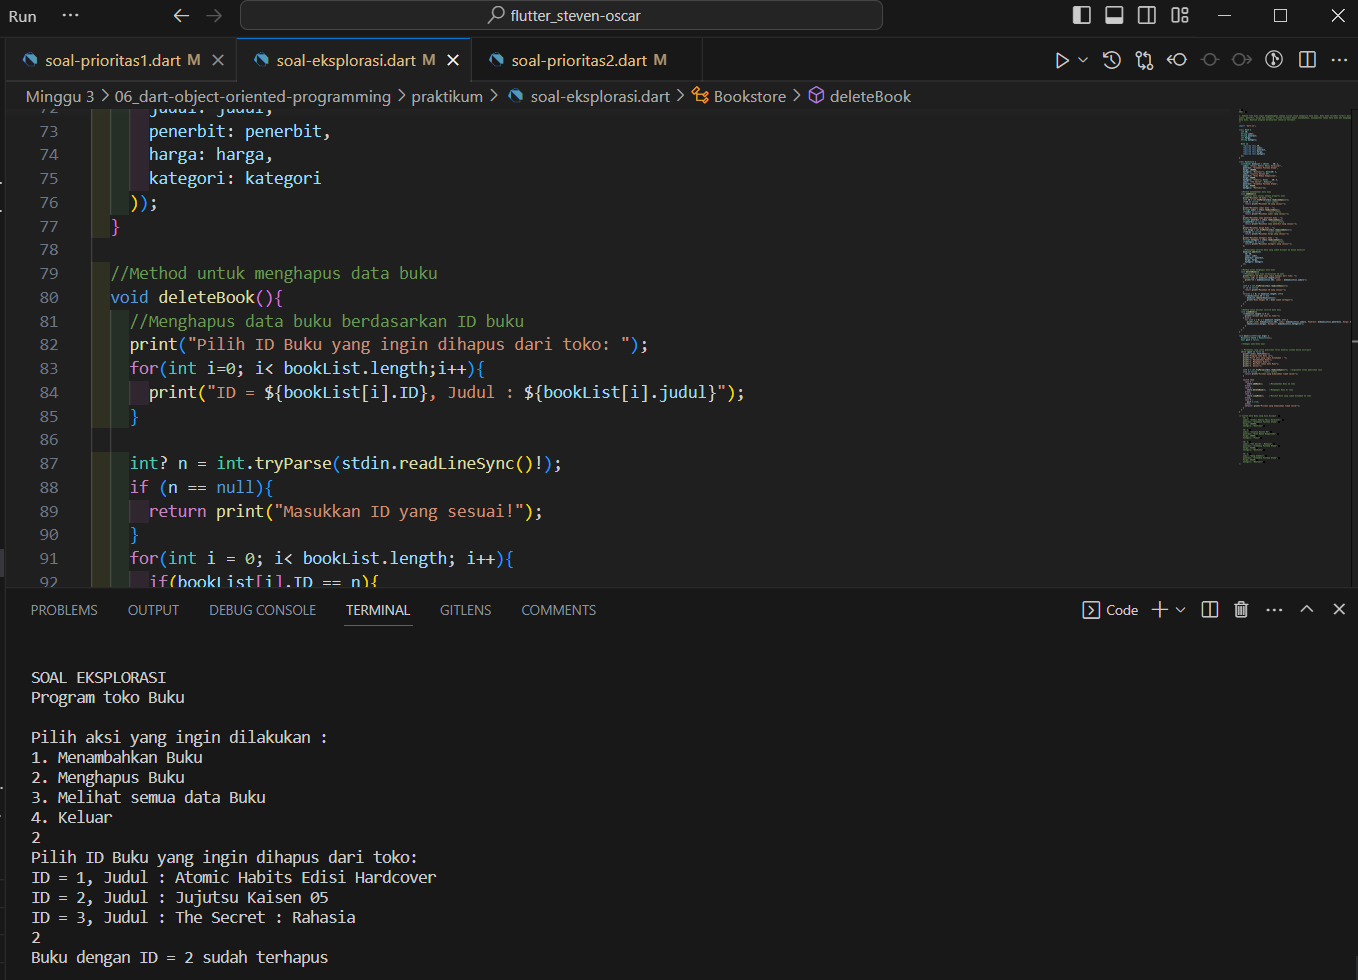 Run ··· flutter_steven-oscar
soal-prioritas1.dart M soal-eksplorasi.dart M soal-prioritas2.dart M
Minggu 3 > 06_dart-object-oriented-programming > praktikum > soal-eksplorasi.dart > Bookstore > deleteBook
72 judul: judul,
73 penerbit: penerbit,
74 harga: harga,
75 kategori: kategori
76 ));
77 }
78
79 //Method untuk menghapus data buku
80 void deleteBook(){
81 //Menghapus data buku berdasarkan ID buku
82 print("Pilih ID Buku yang ingin dihapus dari toko: ");
83 for(int i=0; i< bookList.length;i++){
84 print("ID = ${bookList[i].ID}, Judul : ${bookList[i].judul}");
85 }
86
87 int? n = int.tryParse(stdin.readLineSync()!);
88 if (n == null){
89 return print("Masukkan ID yang sesuai!");
90 }
91 for(int i = 0; i< bookList.length; i++){
92 if(bookList[i].ID == n){
PROBLEMS OUTPUT DEBUG CONSOLE TERMINAL GITLENS COMMENTS Code
SOAL EKSPLORASI
Program toko Buku
Pilih aksi yang ingin dilakukan :
1. Menambahkan Buku
2. Menghapus Buku
3. Melihat semua data Buku
4. Keluar
2
Pilih ID Buku yang ingin dihapus dari toko:
ID = 1, Judul : Atomic Habits Edisi Hardcover
ID = 2, Judul : Jujutsu Kaisen 05
ID = 3, Judul : The Secret : Rahasia
2
Buku dengan ID = 2 sudah terhapus